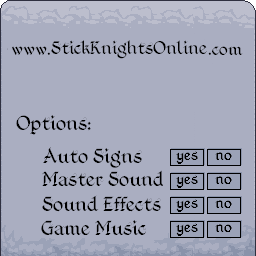 www.StickKnightsOnline.com
Options:
Auto Signs yes no
Master Sound yes no
Sound Effects yes no
Game Music yes no